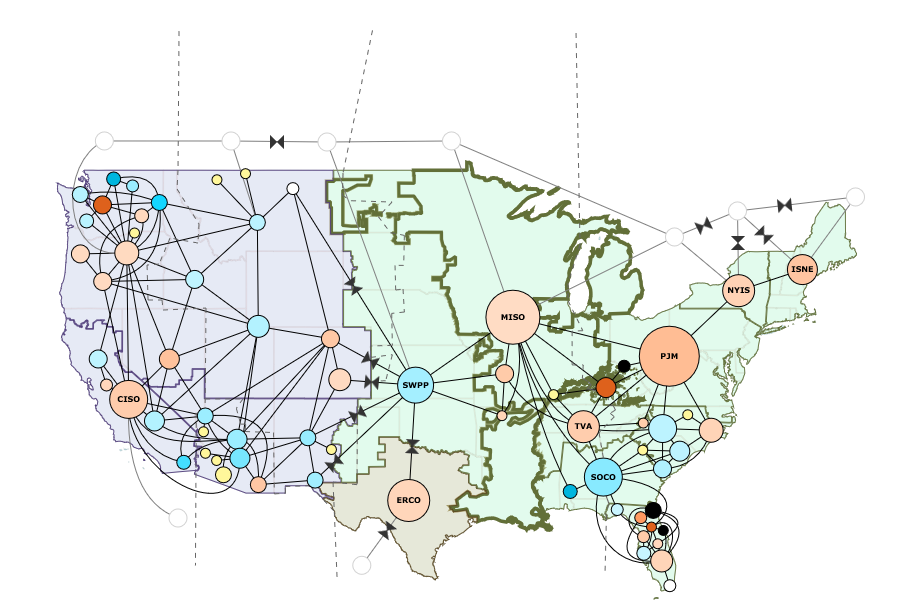 ISNE
NYIS
MISO
PJM
SWPP
CISO
TVA
SOCO
ERCO